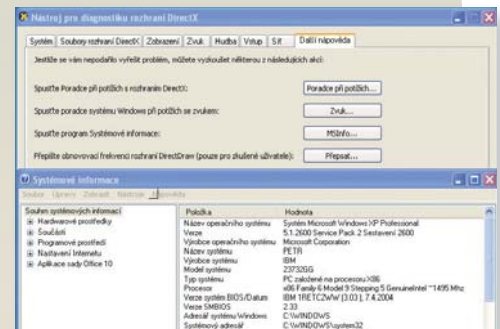 Nástroj pro diagnostiku rozhraní DirectX
Systém Soubory rozhraní DirectX Zobrazení Zvuk Hudba Vstup Síť Další nápověda
Jestliže se vám nepodařilo vyřešit problém, můžete vyzkoušet některou z následujících akcí:
Spusťte Poradce při potížích s rozhraním DirectX: Poradce při potížích...
Spusťte poradce systému Windows při potížích se zvukem: Zvuk...
Spusťte program Systémové informace: MSInfo...
Přepište obnovovací frekvenci rozhraní DirectDraw (pouze pro zkušené uživatele): Přepsat...
Systémové informace
Soubor Úpravy Zobrazit Nástroje Nápověda
Souhrn systémových informací
Hardwarové prostředky
Součásti
Programové prostředí
Nastavení Internetu
Aplikace sady Office 10
Položka Hodnota
Název operačního systému Systém Microsoft Windows XP Professional
Verze 5.1.2600 Service Pack 2 Sestavení 2600
Výrobce operačního systému Microsoft Corporation
Název systému PETR
Výrobce systému IBM
Model systému 23732GG
Typ systému PC založené na procesoru X86
Procesor x86 Family 6 Model 9 Stepping 5 GenuineIntel ~1495 Mhz
Verze systém BIOS/Datum IBM 1RETC2WW (3.03 ), 7.4.2004
Verze SMBIOS 2.33
Adresář systému Windows C:\WINDOWS
Systémový adresář C:\WINDOWS\system32